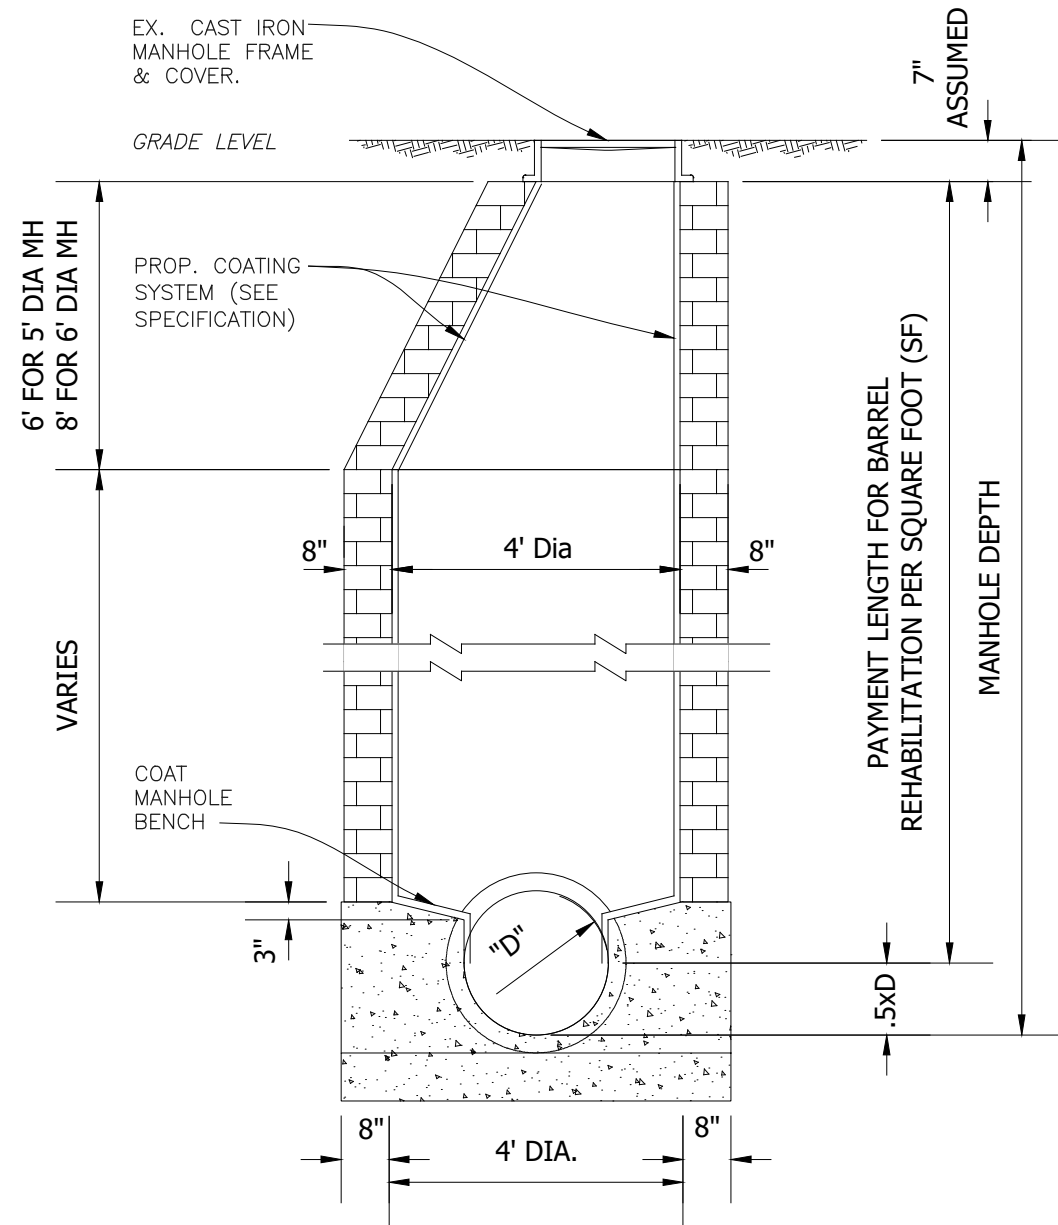 EX. CAST IRON
MANHOLE FRAME
& COVER.
7"
ASSUMED
GRADE LEVEL
6' FOR 5' DIA MH
8' FOR 6' DIA MH
PROP. COATING
SYSTEM (SEE
SPECIFICATION)
PAYMENT LENGTH FOR BARREL
REHABILITATION PER SQUARE FOOT (SF)
MANHOLE DEPTH
8"
4' Dia
8"
VARIES
COAT
MANHOLE
BENCH
3"
"D"
.5xD
8"
4' DIA.
8"